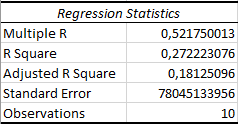 Regression Statistics
Multiple R 0,521750013
R Square 0,272223076
Adjusted R Square 0,18125096
Standard Error 78045133956
Observations 10